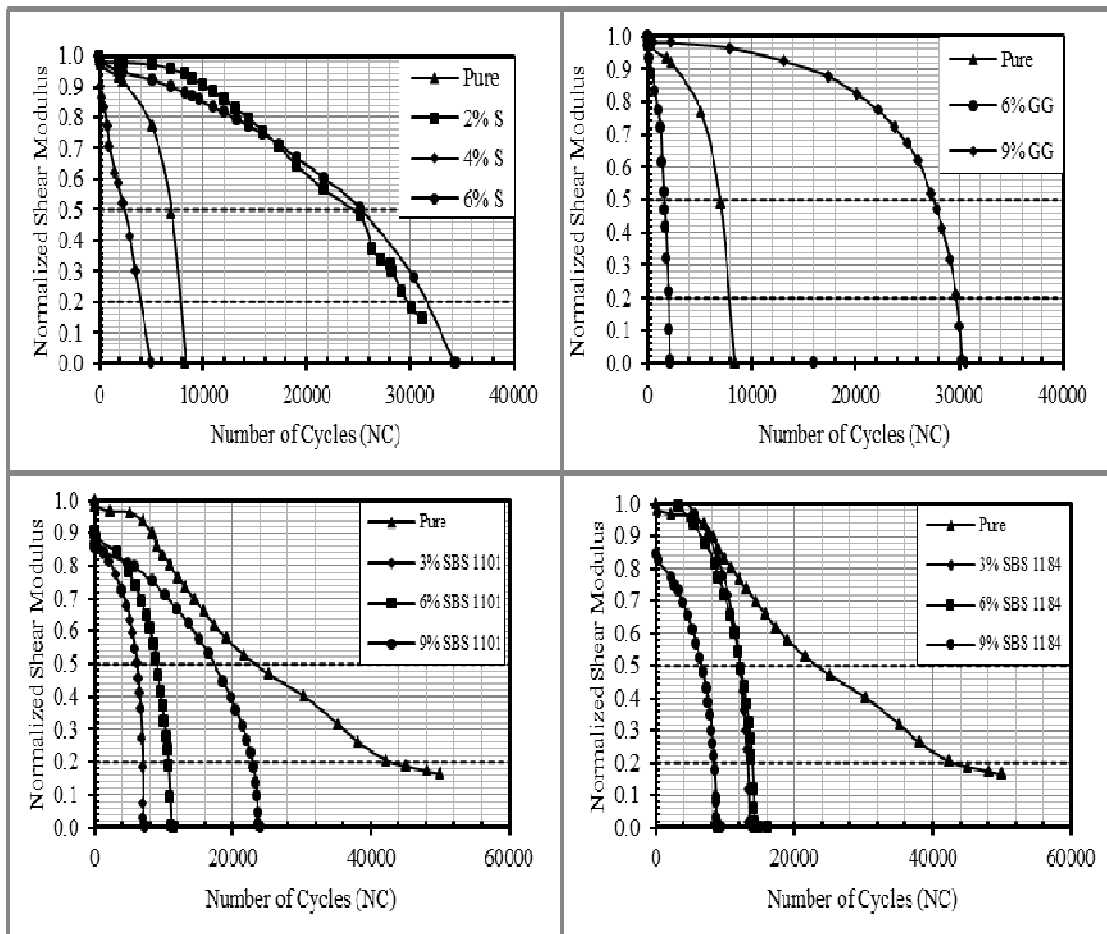 Normalized Shear Modulus
1.0
0.9
0.8
0.7
0.6
0.5
0.4
0.3
0.2
0.1
0.0
0 10000 20000 30000 40000
Number of Cycles (NC)
Pure
2% S
4% S
6% S
Normalized Shear Modulus
1.0
0.9
0.8
0.7
0.6
0.5
0.4
0.3
0.2
0.1
0.0
0 10000 20000 30000 40000
Number of Cycles (NC)
Pure
6% GG
9% GG
Normalized Shear Modulus
1.0
0.9
0.8
0.7
0.6
0.5
0.4
0.3
0.2
0.1
0.0
0 20000 40000 60000
Number of Cycles (NC)
Pure
3% SBS 1101
6% SBS 1101
9% SBS 1101
Normalized Shear Modulus
1.0
0.9
0.8
0.7
0.6
0.5
0.4
0.3
0.2
0.1
0.0
0 20000 40000 60000
Number of Cycles (NC)
Pure
3% SBS 1184
6% SBS 1184
9% SBS 1184